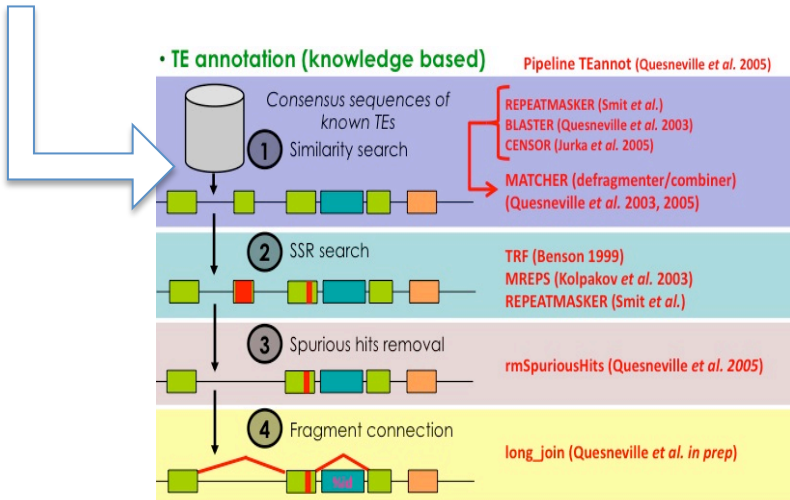 • TE annotation (knowledge based)
Pipeline TEannot (Quesneville et al. 2005)
Consensus sequences of
known TEs
1 Similarity search
REPEATMASKER (Smit et al.)
BLASTER (Quesneville et al. 2003)
CENSOR (Jurka et al. 2005)
MATCHER (defragmenter/combiner)
(Quesneville et al. 2003, 2005)
2 SSR search
TRF (Benson 1999)
MREPS (Kolpakov et al. 2003)
REPEATMASKER (Smit et al.)
3 Spurious hits removal
rmSpuriousHits (Quesneville et al. 2005)
4 Fragment connection
long_join (Quesneville et al. in prep)